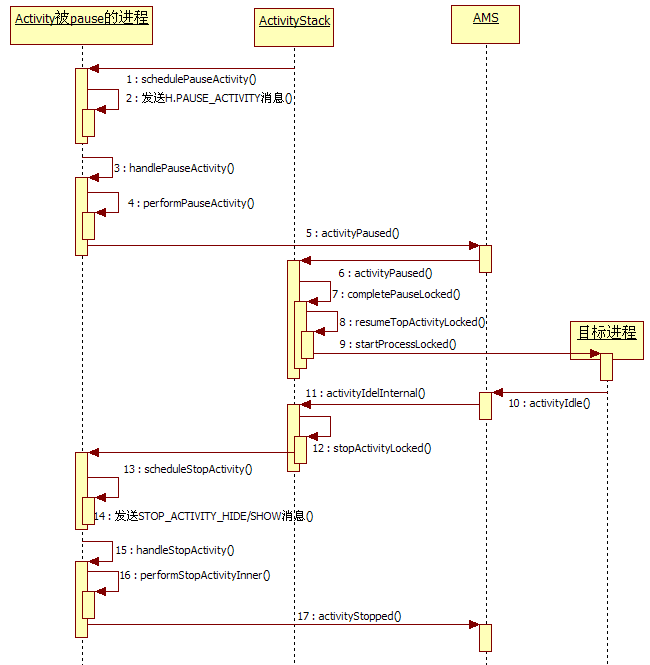 Activity被pause的进程
ActivityStack
AMS
1 : schedulePauseActivity()
2 : 发送H.PAUSE_ACTIVITY消息()
3 : handlePauseActivity()
4 : performPauseActivity()
5 : activityPaused()
6 : activityPaused()
7 : completePauseLocked()
8 : resumeTopActivityLocked()
目标进程
9 : startProcessLocked()
10 : activityIdle()
11 : activityIdelInternal()
12 : stopActivityLocked()
13 : scheduleStopActivity()
14 : 发送STOP_ACTIVITY_HIDE/SHOW消息()
15 : handleStopActivity()
16 : performStopActivityInner()
17 : activityStopped()